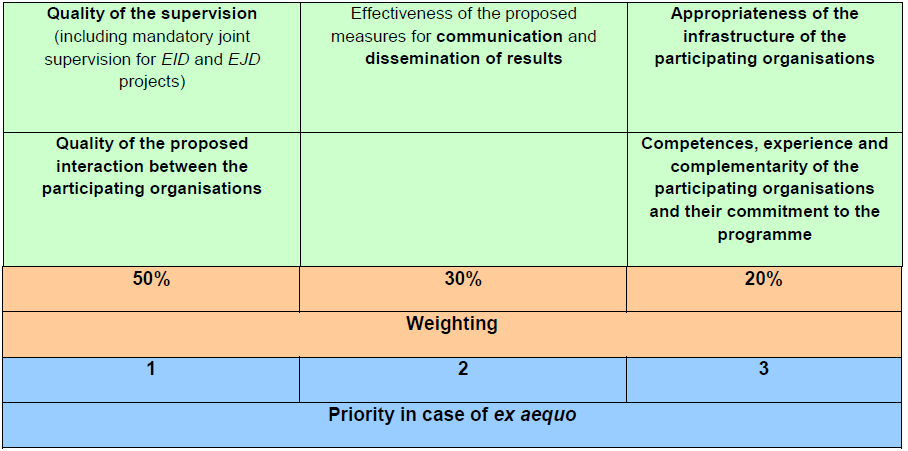 Quality of the supervision
(including mandatory joint
supervision for EID and EJD
projects)
Effectiveness of the proposed
measures for communication and
dissemination of results
Appropriateness of the
infrastructure of the
participating organisations
Quality of the proposed
interaction between the
participating organisations
Competences, experience and
complementarity of the
participating organisations
and their commitment to the
programme
50%
30%
20%
Weighting
1
2
3
Priority in case of ex aequo